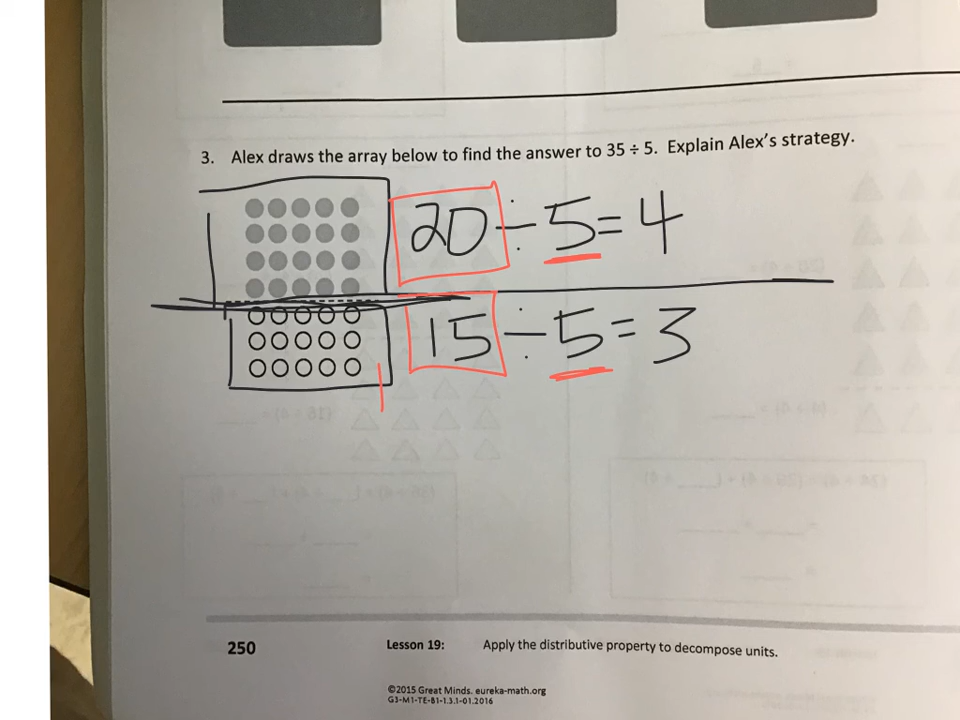 3. Alex draws the array below to find the answer to 35 ÷ 5. Explain Alex's strategy.
20 ÷ 5 = 4
15 ÷ 5 = 3
250 Lesson 19: Apply the distributive property to decompose units.
©2015 Great Minds. eureka-math.org
G3-M1-TE-B1-1.3.1-01.2016